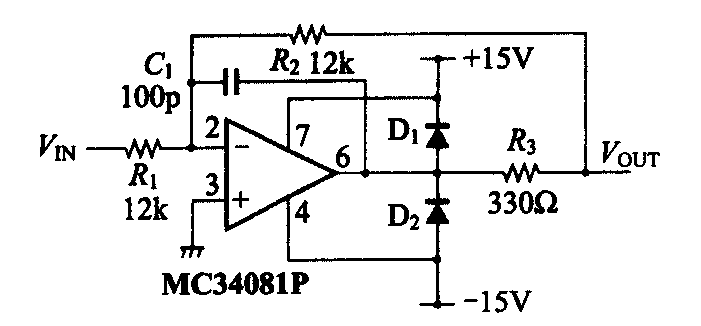 R2 12k
+15V
C1
100p
VIN
2
−
7
6
D1
R3
VOUT
R1
12k
3
+
4
D2
330Ω
MC34081P
−15V